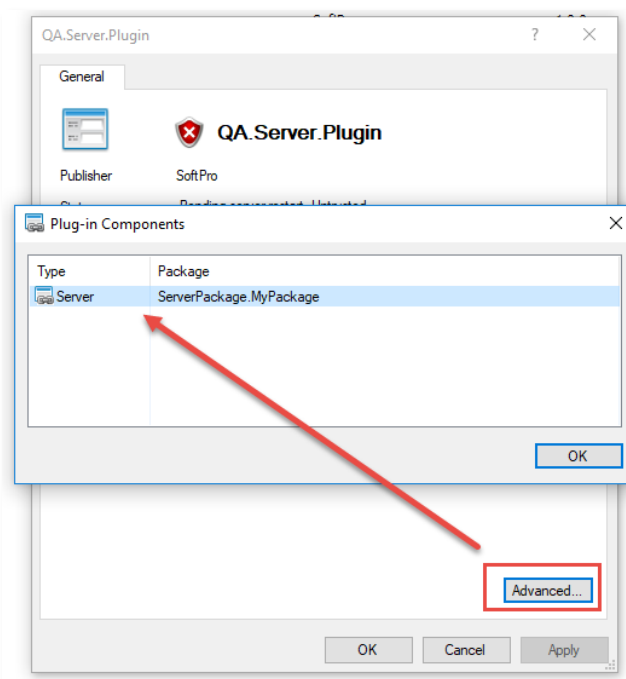 QA.Server.Plugin
General
QA.Server.Plugin
Publisher SoftPro
Plug-in Components
Type Package
Server ServerPackage.MyPackage
OK
Advanced...
OK Cancel Apply